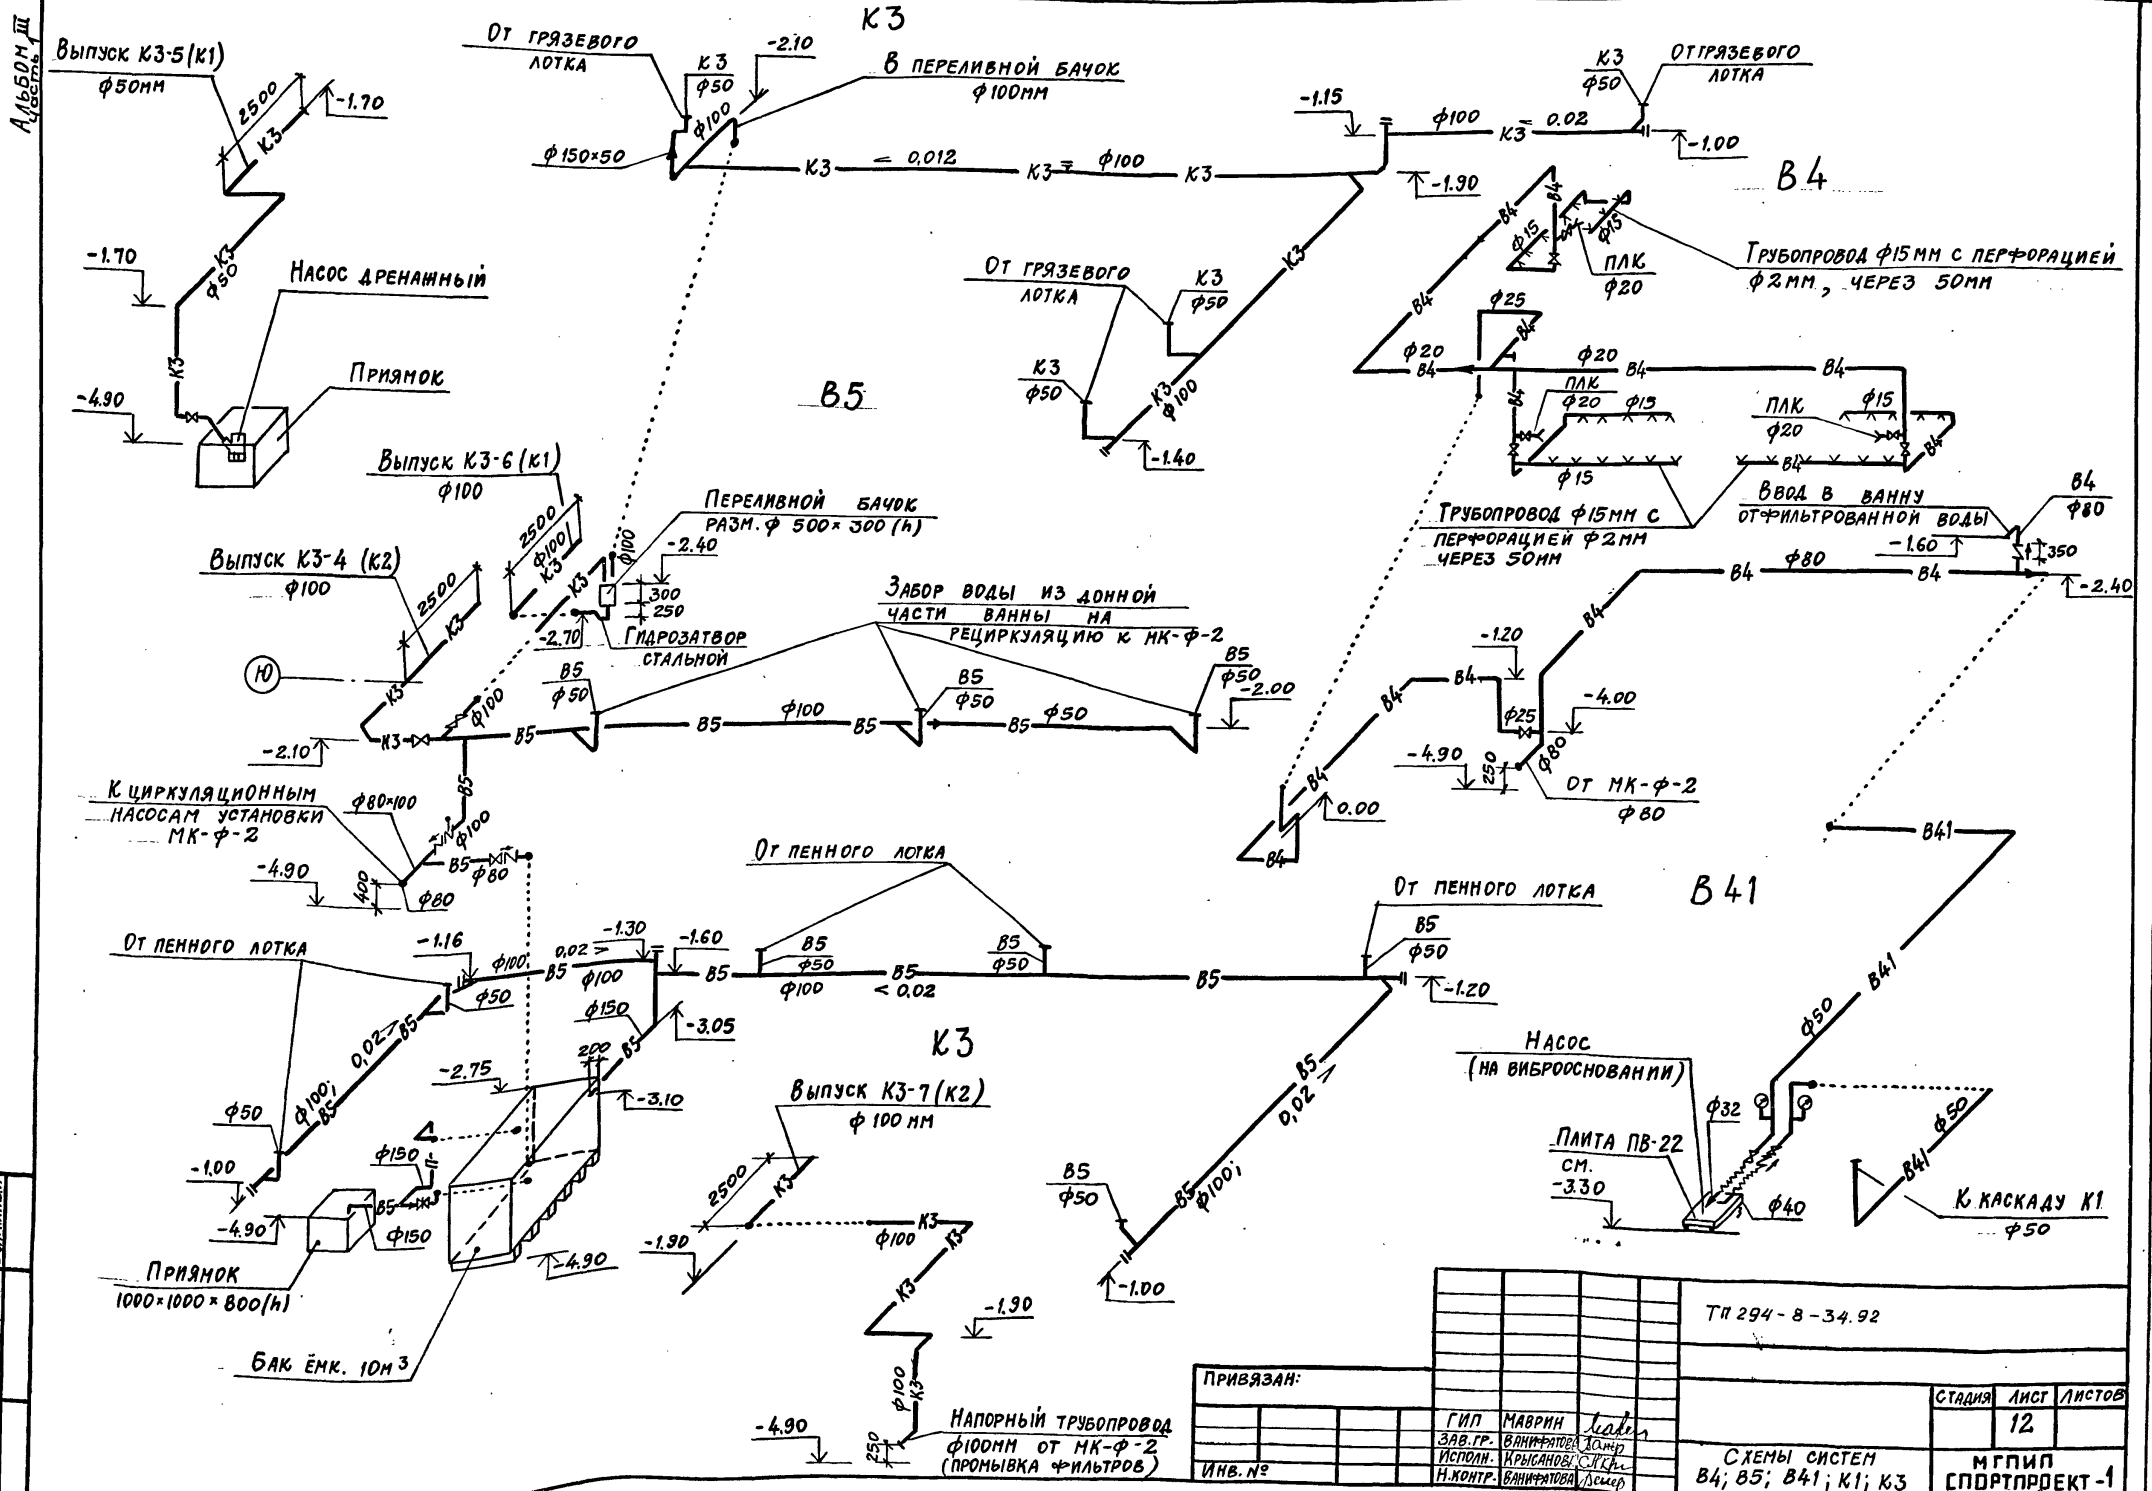 Альбом III
часть 1
К3
Выпуск К3-5 (К1)
ф50мм
2500
К3
-1.70
К3
ф50
-1.70
Насос дренажный
К3
Приямок
-4.90
От грязевого
лотка
К3
ф50
-2.10
В переливной бачок
ф100мм
ф100
ф150×50
К3
< 0,012
К3
ф100
К3
-1.15
ф100
К3
0.02
К3
ф50
От грязевого
лотка
-1.00
-1.90
К3
От грязевого
лотка
К3
ф50
К3
ф50
К3
ф100
-1.40
В4
В4
В4
В4
ф15
ф15
ПЛК
ф20
Трубопровод ф15мм с перфорацией
ф2мм, через 50мм
ф25
В4
ф20
В4
ф20
В4
В4
В4
ПЛК
ф20
ф15
ПЛК
ф20
ф15
В4
В4
ф15
Трубопровод ф15мм с
перфорацией ф2мм
через 50мм
Ввод в ванну
отфильтрованной воды
В4
ф80
-1.60
350
В4
ф80
В4
-2.40
В4
-1.20
В4
В4
ф25
-4.00
-4.90
250
ф80
От МК-ф-2
ф80
В4
0.00
В4
В5
Выпуск К3-6 (К1)
ф100
2500
ф100
К3
К3
ф100
Переливной бачок
разм. ф 500×300 (h)
-2.40
300
250
-2.70
Гидрозатвор
стальной
Выпуск К3-4 (К2)
ф100
2500
К3
Ю
К3
К3
-2.10
ф100
В5
В5
ф50
Забор воды из донной
части ванны на
рециркуляцию к МК-ф-2
В5
ф100
В5
В5
ф50
В5
ф50
В5
ф50
-2.00
В5
К циркуляционным
насосам установки
МК-ф-2
ф80×100
ф100
В5
ф80
-4.90
400
ф80
От пенного лотка
-1.16
ф100
0,02 >
В5
ф100
-1.30
-1.60
В5
ф50
0,02
В5
ф100;
В5
ф50
-1.00
От пенного лотка
В5
ф50
ф100
В5
< 0,02
В5
ф50
В5
От пенного лотка
В5
ф50
-1.20
ф150
-3.05
В5
200
-2.75
-3.10
ф150
П-
В5
ф150
-4.90
Приямок
1000×1000×800(h)
-4.90
Бак ёмк. 10м3
К3
Выпуск К3-7 (К2)
ф 100 мм
2500
К3
-1.90
К3
ф100
К3
К3
-1.90
ф100
К3
-4.90
250
Напорный трубопровод
ф100мм от МК-ф-2
(промывка фильтров)
В5
0,02
В5
ф100;
В5
ф50
-1.00
В41
В41
В41
ф50
Насос
(на виброосновании)
ф32
Плита ПВ-22
см.
-3.30
ф40
ф50
В41
К каскаду К1
ф50
Привязан:
Инв. №
ГИП Маврин
Зав.гр. Ванифатова
Исполн. Крысанова
Н.контр. Ванифатова
ТП 294-8-34.92
Стадия Лист Листов
12
Схемы систем
В4; В5; В41; К1; К3
МГПИП
Спортпроект-1